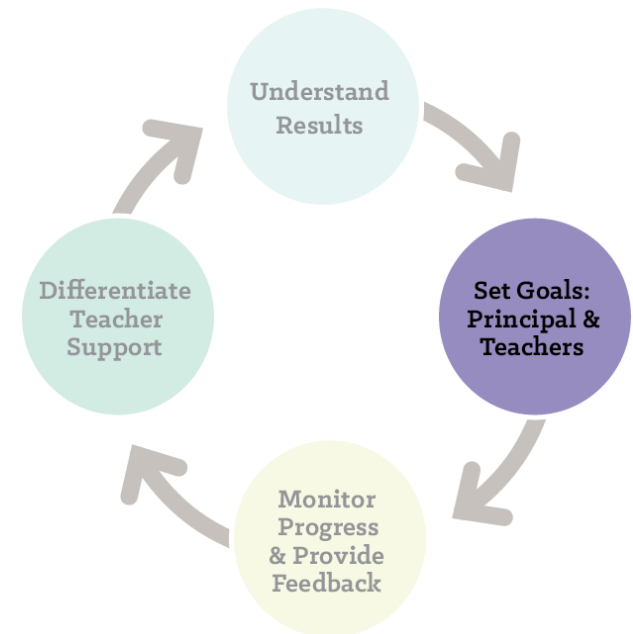 Understand
Results
Set Goals:
Principal &
Teachers
Monitor
Progress
& Provide
Feedback
Differentiate
Teacher
Support